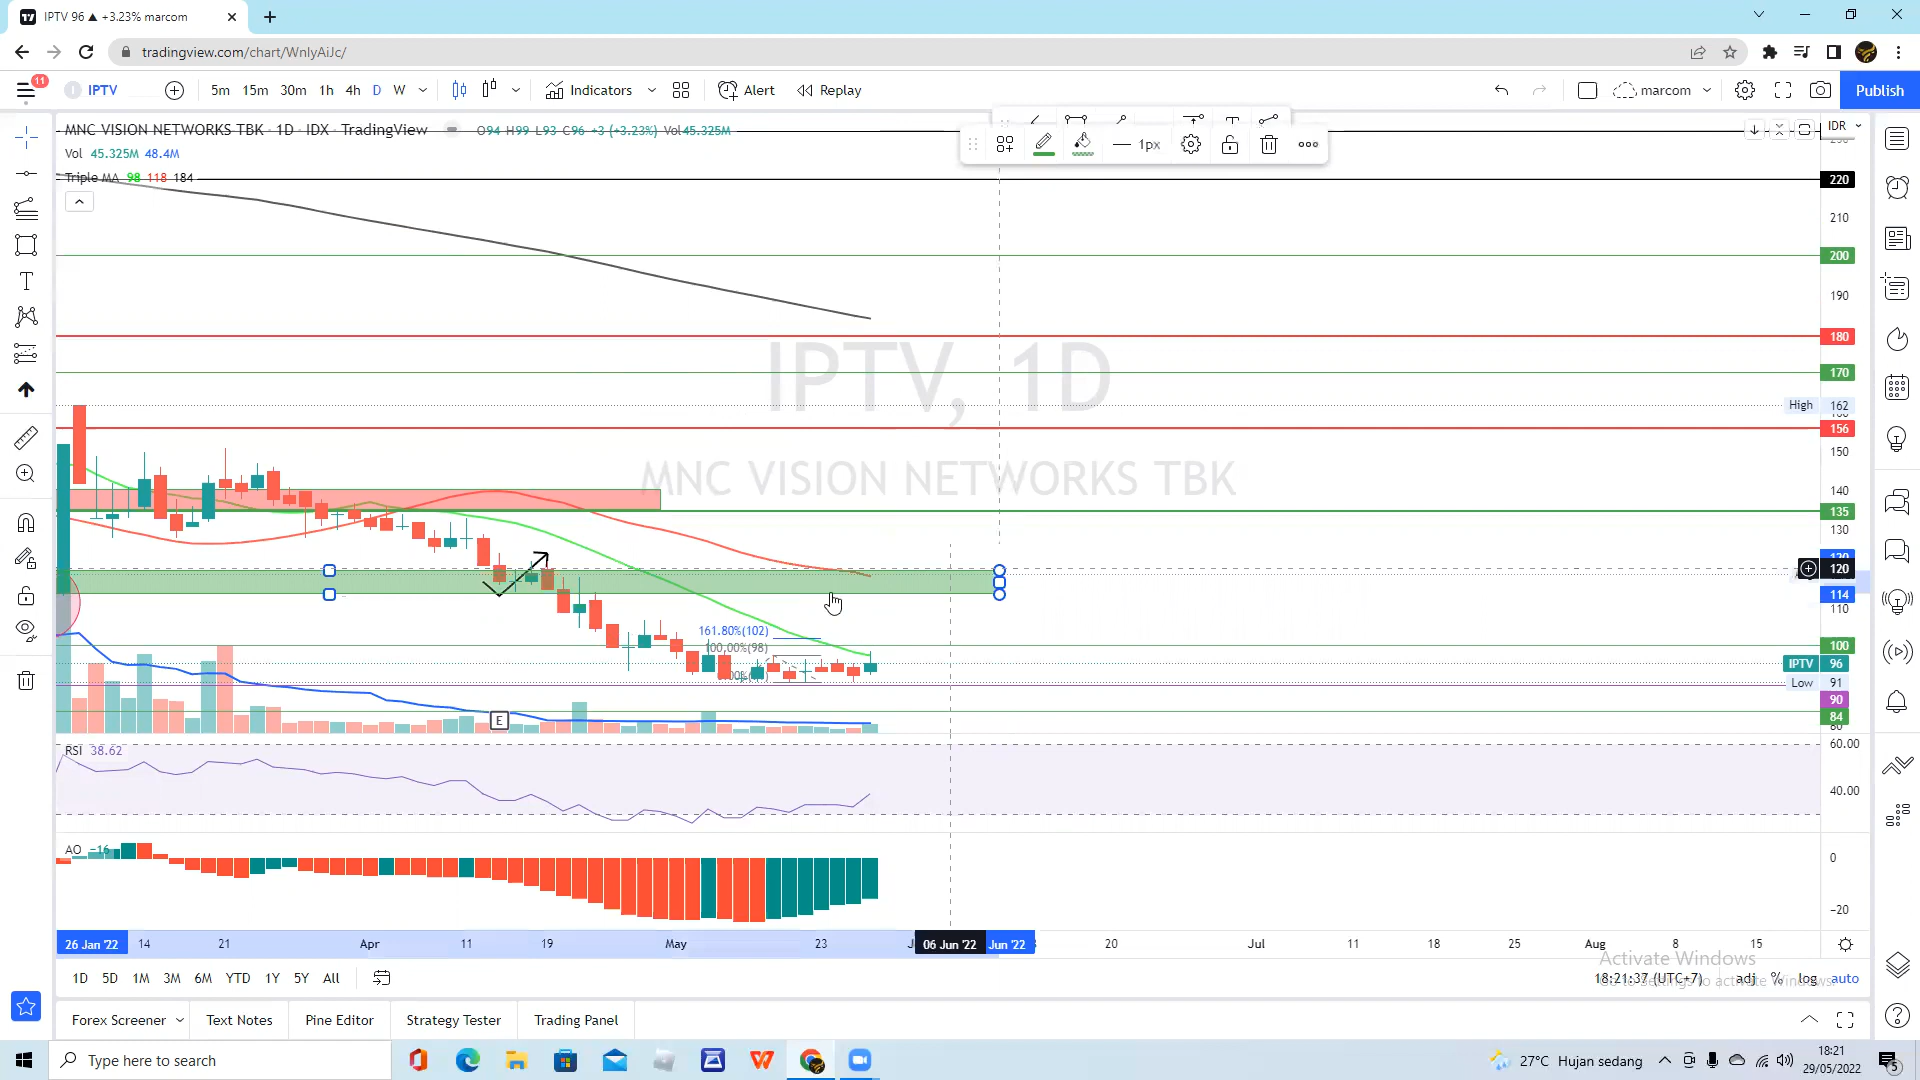 IPTV 96 ▲ +3.23% marcom
tradingview.com/chart/WnlyAiJc/
11
IPTV
5m 15m 30m 1h 4h D W
Indicators
Alert
Replay
marcom
Publish
MNC VISION NETWORKS TBK · 1D · IDX · TradingView
O94 H99 L93 C96 +3 (+3.23%) Vol45.325M
IDR
Vol 45.325M 48.4M
Triple MA 98 118 184
1px
220
210
200
190
180
170
High 162
156
150
140
135
130
120
114
110
100
IPTV 96
Low 91
90
84
IPTV, 1D
MNC VISION NETWORKS TBK
161.80%(102)
100.00%(98)
E
RSI 38.62
60.00
40.00
AO −16
0
−20
26 Jan '22 14 21 Apr 11 19 May 23 06 Jun '22 Jun '22 20 Jul 11 18 25 Aug 8 15
Activate Windows
1D 5D 1M 3M 6M YTD 1Y 5Y All
18:21:37 (UTC+7) adj % log auto
Forex Screener Text Notes Pine Editor Strategy Tester Trading Panel
Type here to search
27°C Hujan sedang
18:21
29/05/2022
5